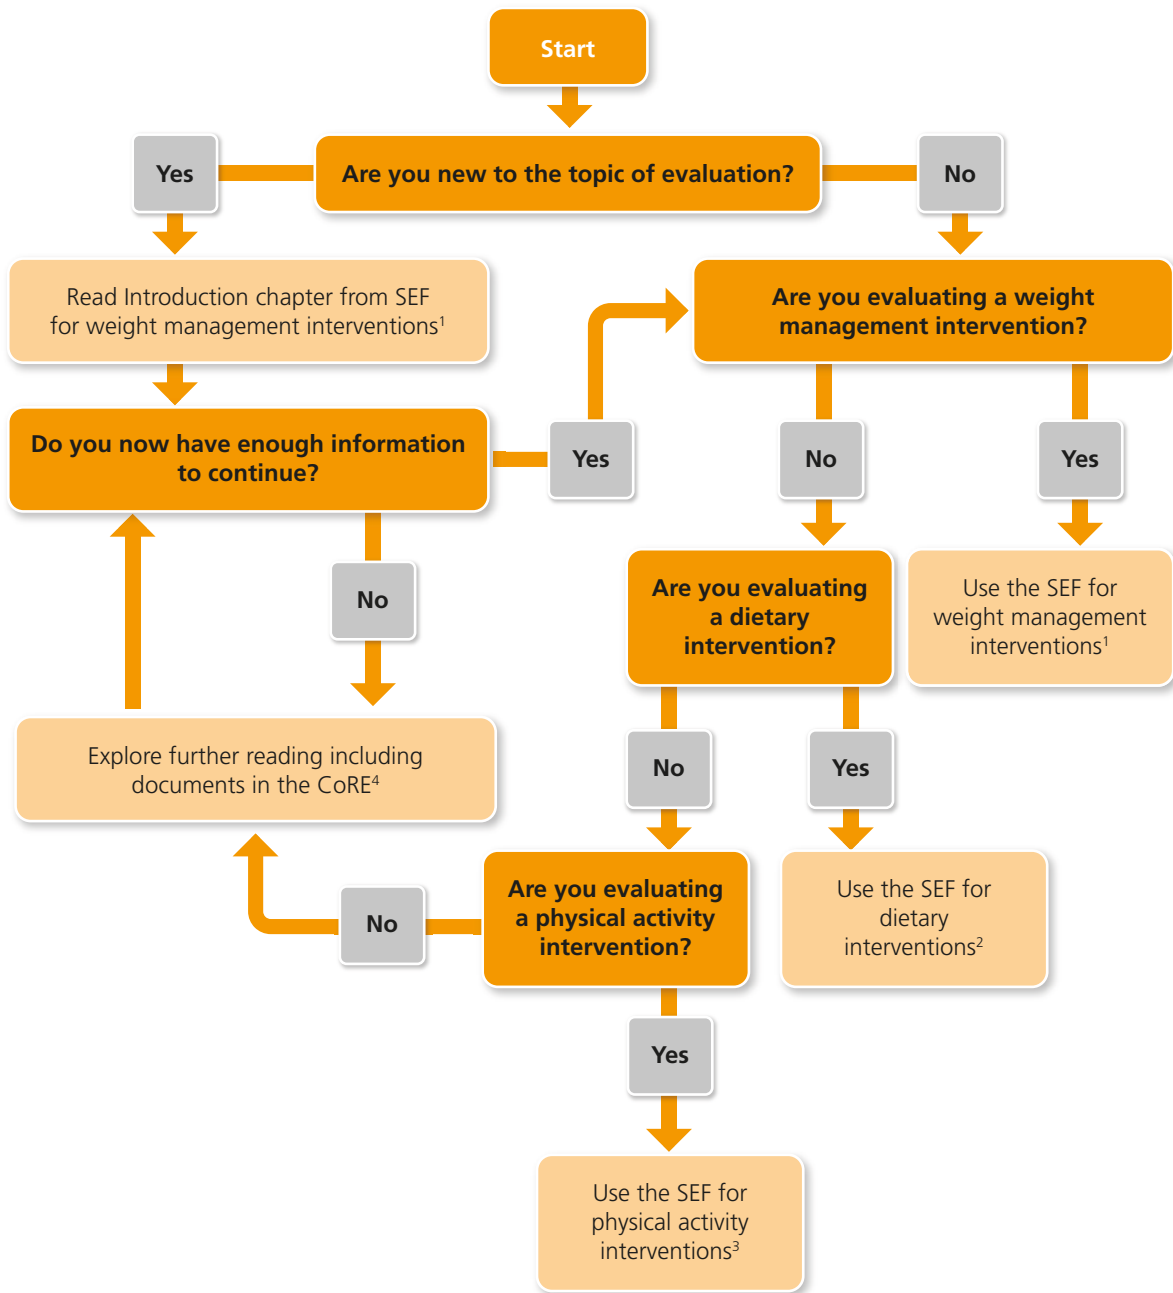 Start
Are you new to the topic of evaluation?
Yes
No
Read Introduction chapter from SEF
for weight management interventions¹
Are you evaluating a weight
management intervention?
Do you now have enough information
to continue?
Yes
No
Yes
No
Are you evaluating
a dietary
intervention?
Use the SEF for
weight management
interventions¹
Explore further reading including
documents in the CoRE⁴
No
Yes
Are you evaluating
a physical activity
intervention?
No
Use the SEF for
dietary
interventions²
Yes
Use the SEF for
physical activity
interventions³